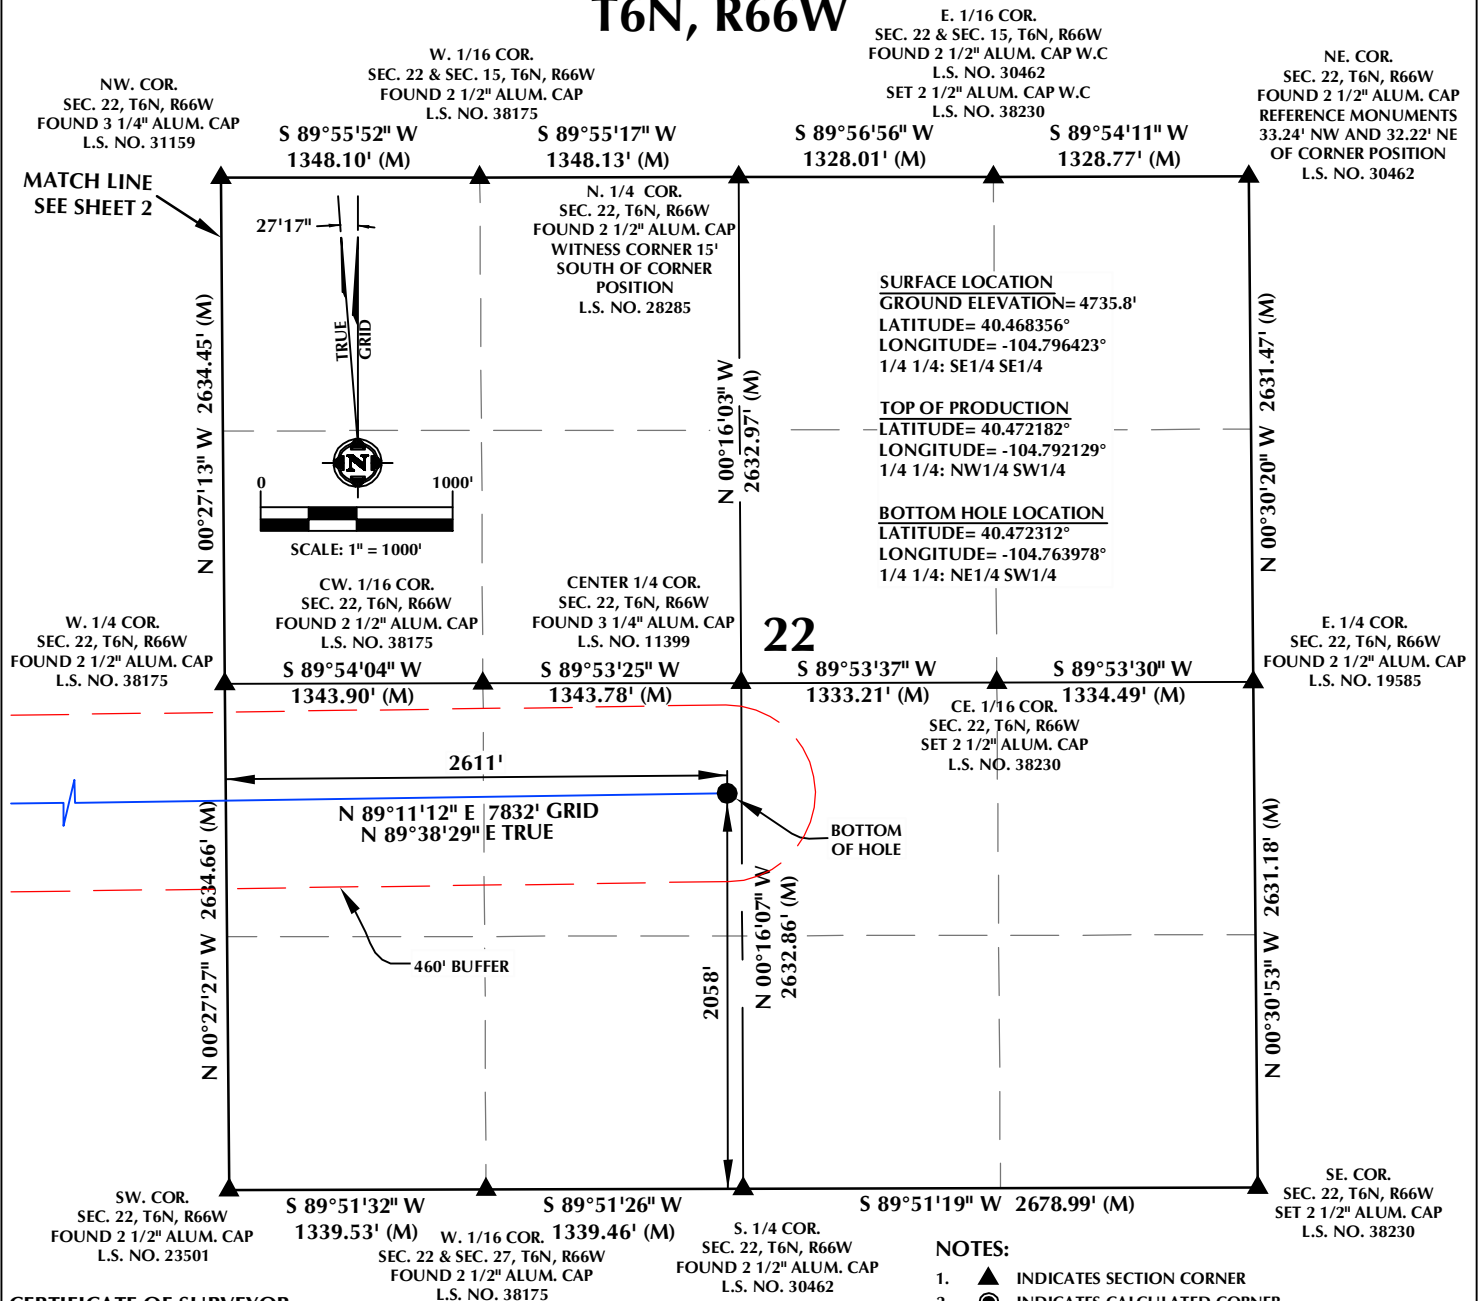 T6N, R66W
NW. COR.
SEC. 22, T6N, R66W
FOUND 3 1/4" ALUM. CAP
L.S. NO. 31159
W. 1/16 COR.
SEC. 22 & SEC. 15, T6N, R66W
FOUND 2 1/2" ALUM. CAP
L.S. NO. 38175
E. 1/16 COR.
SEC. 22 & SEC. 15, T6N, R66W
FOUND 2 1/2" ALUM. CAP W.C
L.S. NO. 30462
SET 2 1/2" ALUM. CAP W.C
L.S. NO. 38230
NE. COR.
SEC. 22, T6N, R66W
FOUND 2 1/2" ALUM. CAP
REFERENCE MONUMENTS
33.24' NW AND 32.22' NE
OF CORNER POSITION
L.S. NO. 30462
S 89°55'52" W
1348.10' (M)
S 89°55'17" W
1348.13' (M)
S 89°56'56" W
1328.01' (M)
S 89°54'11" W
1328.77' (M)
MATCH LINE
SEE SHEET 2
27'17"
TRUE
GRID
N
0 1000'
SCALE: 1" = 1000'
N. 1/4 COR.
SEC. 22, T6N, R66W
FOUND 2 1/2" ALUM. CAP
WITNESS CORNER 15'
SOUTH OF CORNER
POSITION
L.S. NO. 28285
SURFACE LOCATION
GROUND ELEVATION= 4735.8'
LATITUDE= 40.468356°
LONGITUDE= -104.796423°
1/4 1/4: SE1/4 SE1/4
TOP OF PRODUCTION
LATITUDE= 40.472182°
LONGITUDE= -104.792129°
1/4 1/4: NW1/4 SW1/4
BOTTOM HOLE LOCATION
LATITUDE= 40.472312°
LONGITUDE= -104.763978°
1/4 1/4: NE1/4 SW1/4
N 00°27'13" W 2634.45' (M)
N 00°16'03" W
2632.97' (M)
N 00°30'20" W 2631.47' (M)
W. 1/4 COR.
SEC. 22, T6N, R66W
FOUND 2 1/2" ALUM. CAP
L.S. NO. 38175
CW. 1/16 COR.
SEC. 22, T6N, R66W
FOUND 2 1/2" ALUM. CAP
L.S. NO. 38175
CENTER 1/4 COR.
SEC. 22, T6N, R66W
FOUND 3 1/4" ALUM. CAP
L.S. NO. 11399
22
E. 1/4 COR.
SEC. 22, T6N, R66W
FOUND 2 1/2" ALUM. CAP
L.S. NO. 19585
S 89°54'04" W
1343.90' (M)
S 89°53'25" W
1343.78' (M)
S 89°53'37" W
1333.21' (M)
S 89°53'30" W
1334.49' (M)
CE. 1/16 COR.
SEC. 22, T6N, R66W
SET 2 1/2" ALUM. CAP
L.S. NO. 38230
2611'
N 89°11'12" E 7832' GRID
N 89°38'29" E TRUE
BOTTOM
OF HOLE
460' BUFFER
2058'
N 00°27'27" W 2634.66' (M)
N 00°16'07" W
2632.86' (M)
N 00°30'53" W 2631.18' (M)
SW. COR.
SEC. 22, T6N, R66W
FOUND 2 1/2" ALUM. CAP
L.S. NO. 23501
S 89°51'32" W
1339.53' (M)
S 89°51'26" W
1339.46' (M)
S 89°51'19" W 2678.99' (M)
W. 1/16 COR.
SEC. 22 & SEC. 27, T6N, R66W
FOUND 2 1/2" ALUM. CAP
L.S. NO. 38175
S. 1/4 COR.
SEC. 22, T6N, R66W
FOUND 2 1/2" ALUM. CAP
L.S. NO. 30462
SE. COR.
SEC. 22, T6N, R66W
SET 2 1/2" ALUM. CAP
L.S. NO. 38230
NOTES:
1. INDICATES SECTION CORNER
2. INDICATES CALCULATED CORNER
CERTIFICATE OF SURVEYOR